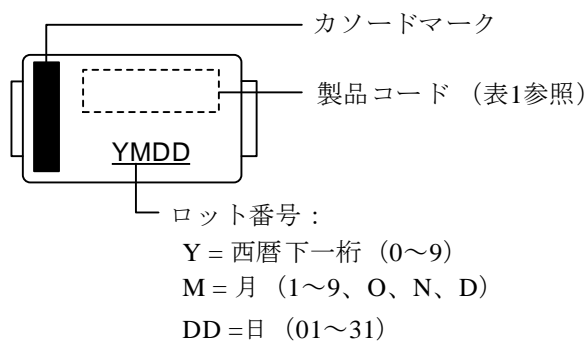 カソードマーク
製品コード （表1参照）
YMDD
ロット番号：
Y = 西暦下一桁（0～9）
M = 月（1～9、O、N、D）
DD =日（01～31）